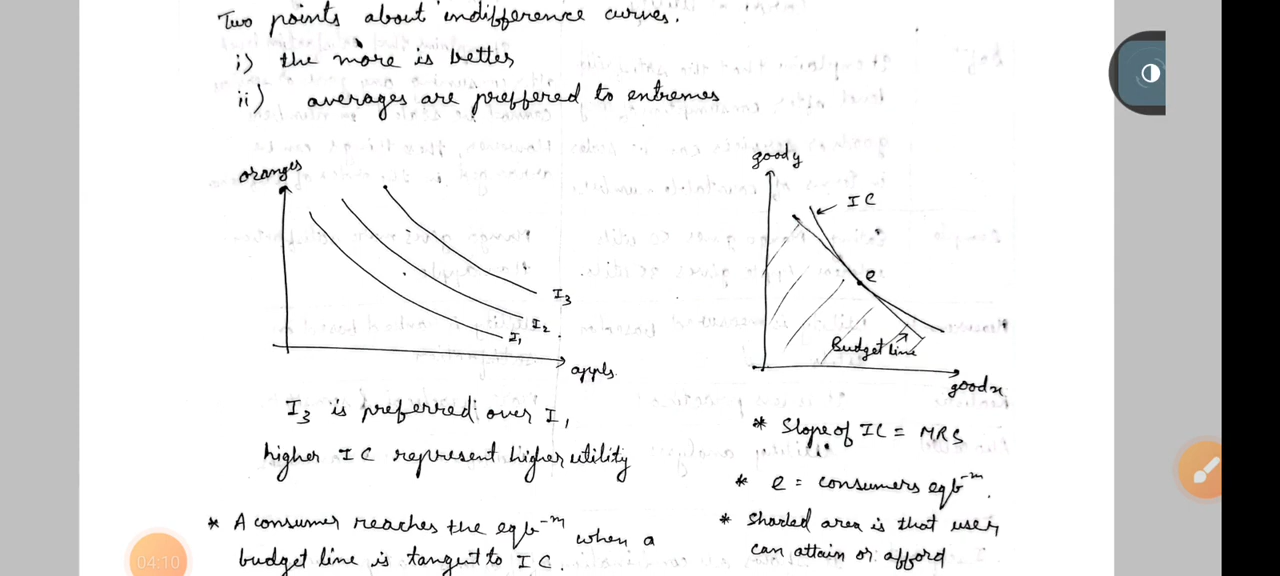 Two points about indifference curves.
i) the more is better
ii) averages are preffered to entremes
oranges
I3
I2
I1
appls
goody
IC
e
Budget line
goodx
I3 is preferred over I1
higher IC represent higher utility
* A consumer reaches the eqb-m when a
budget line is tangent to IC.
* Slope of IC = MRS
* e = consumers eqb-m.
* Sharded area is that user
can attain or afford
04:10